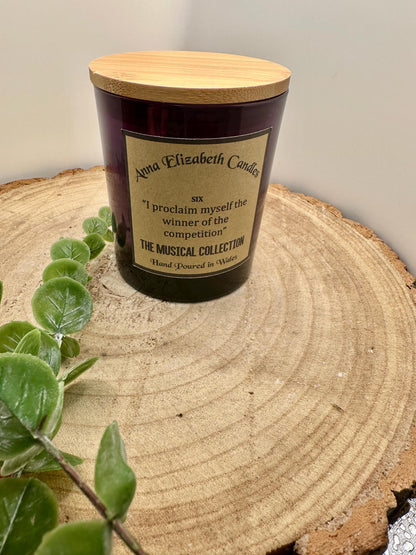 Anna Elizabeth Candles
SIX
"I proclaim myself the
winner of the
competition"
THE MUSICAL COLLECTION
Hand Poured in Wales